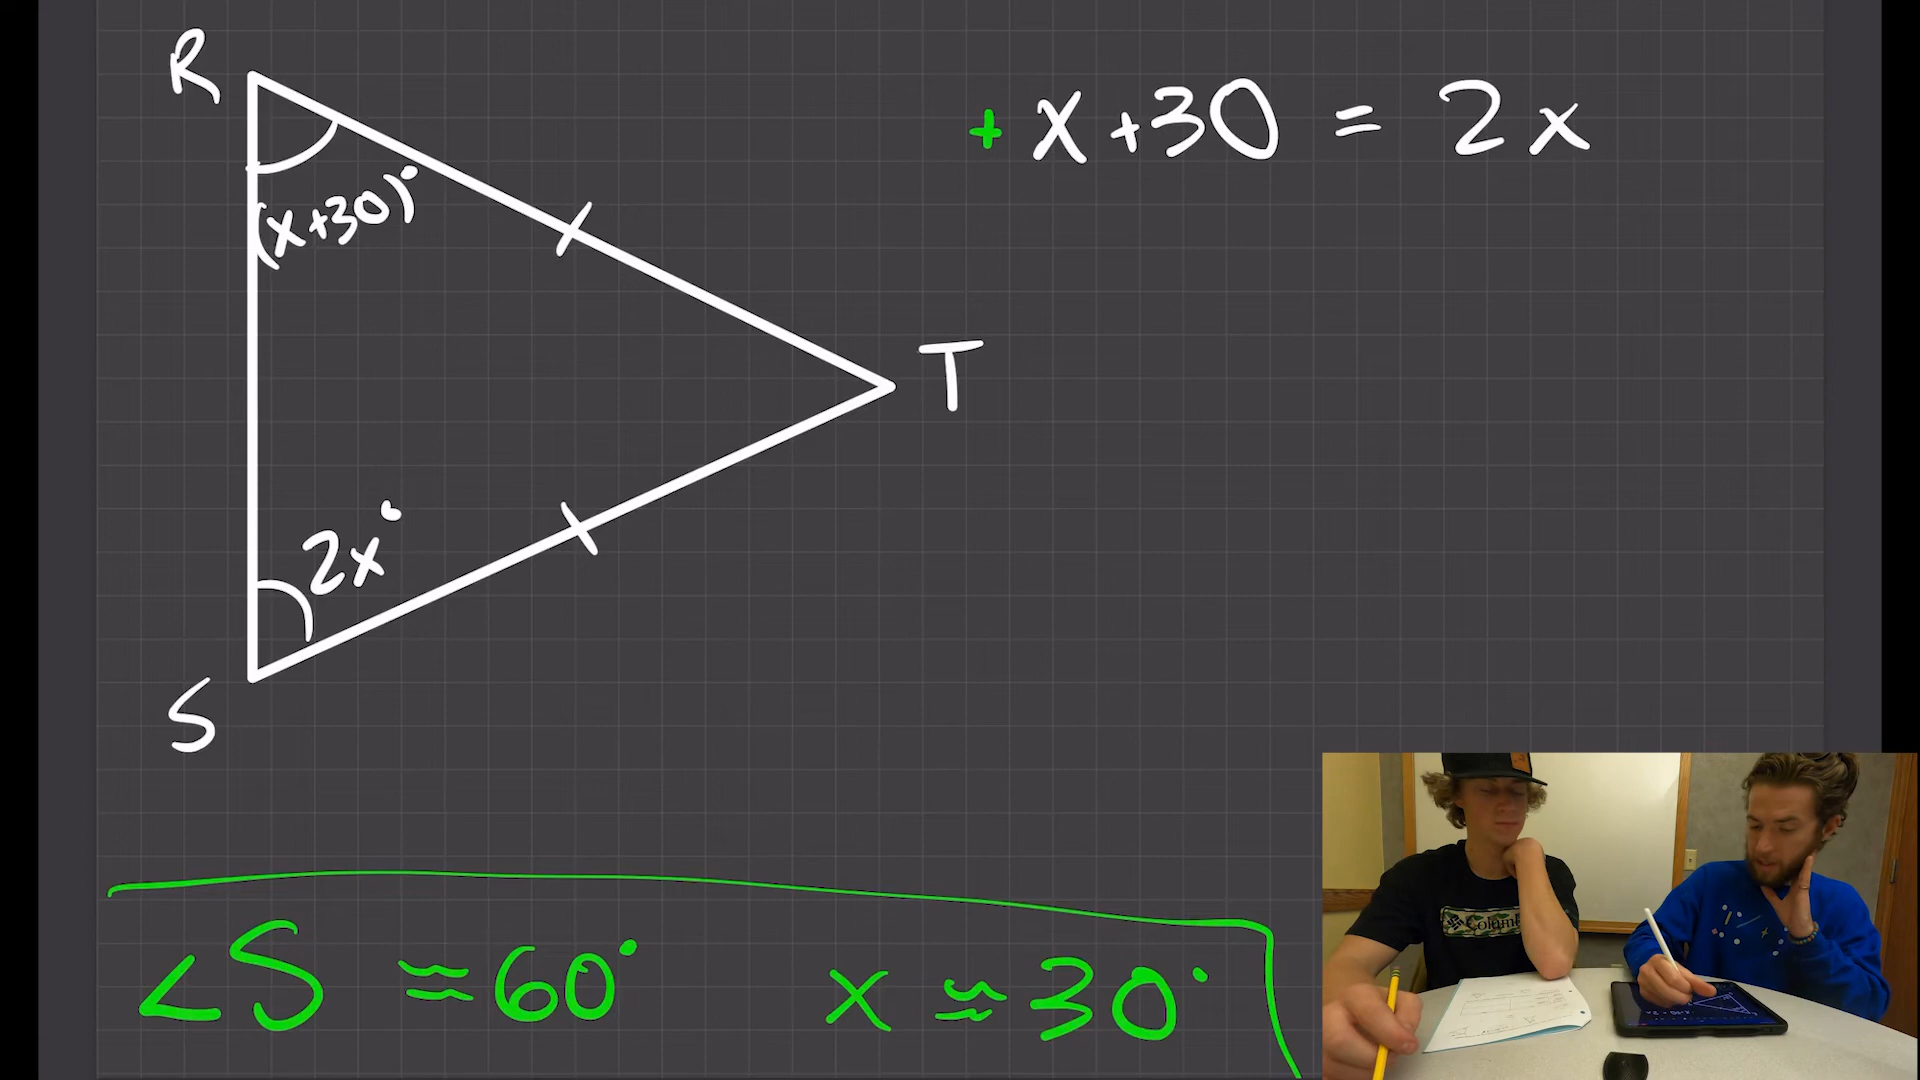 R
+ x+30 = 2x
(x+30)°
T
2x°
S
∠S ≈ 60° x ≈ 30°